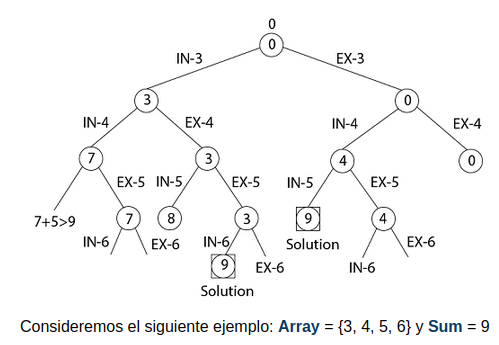 0
0
IN-3 EX-3
3 0
IN-4 EX-4 IN-4 EX-4
7 3 4 0
EX-5 IN-5 EX-5 IN-5 EX-5
7+5>9 7 8 3 9 4
IN-6 EX-6 IN-6 Solution EX-6
9 EX-6 IN-6
Solution
Consideremos el siguiente ejemplo: Array = {3, 4, 5, 6} y Sum = 9